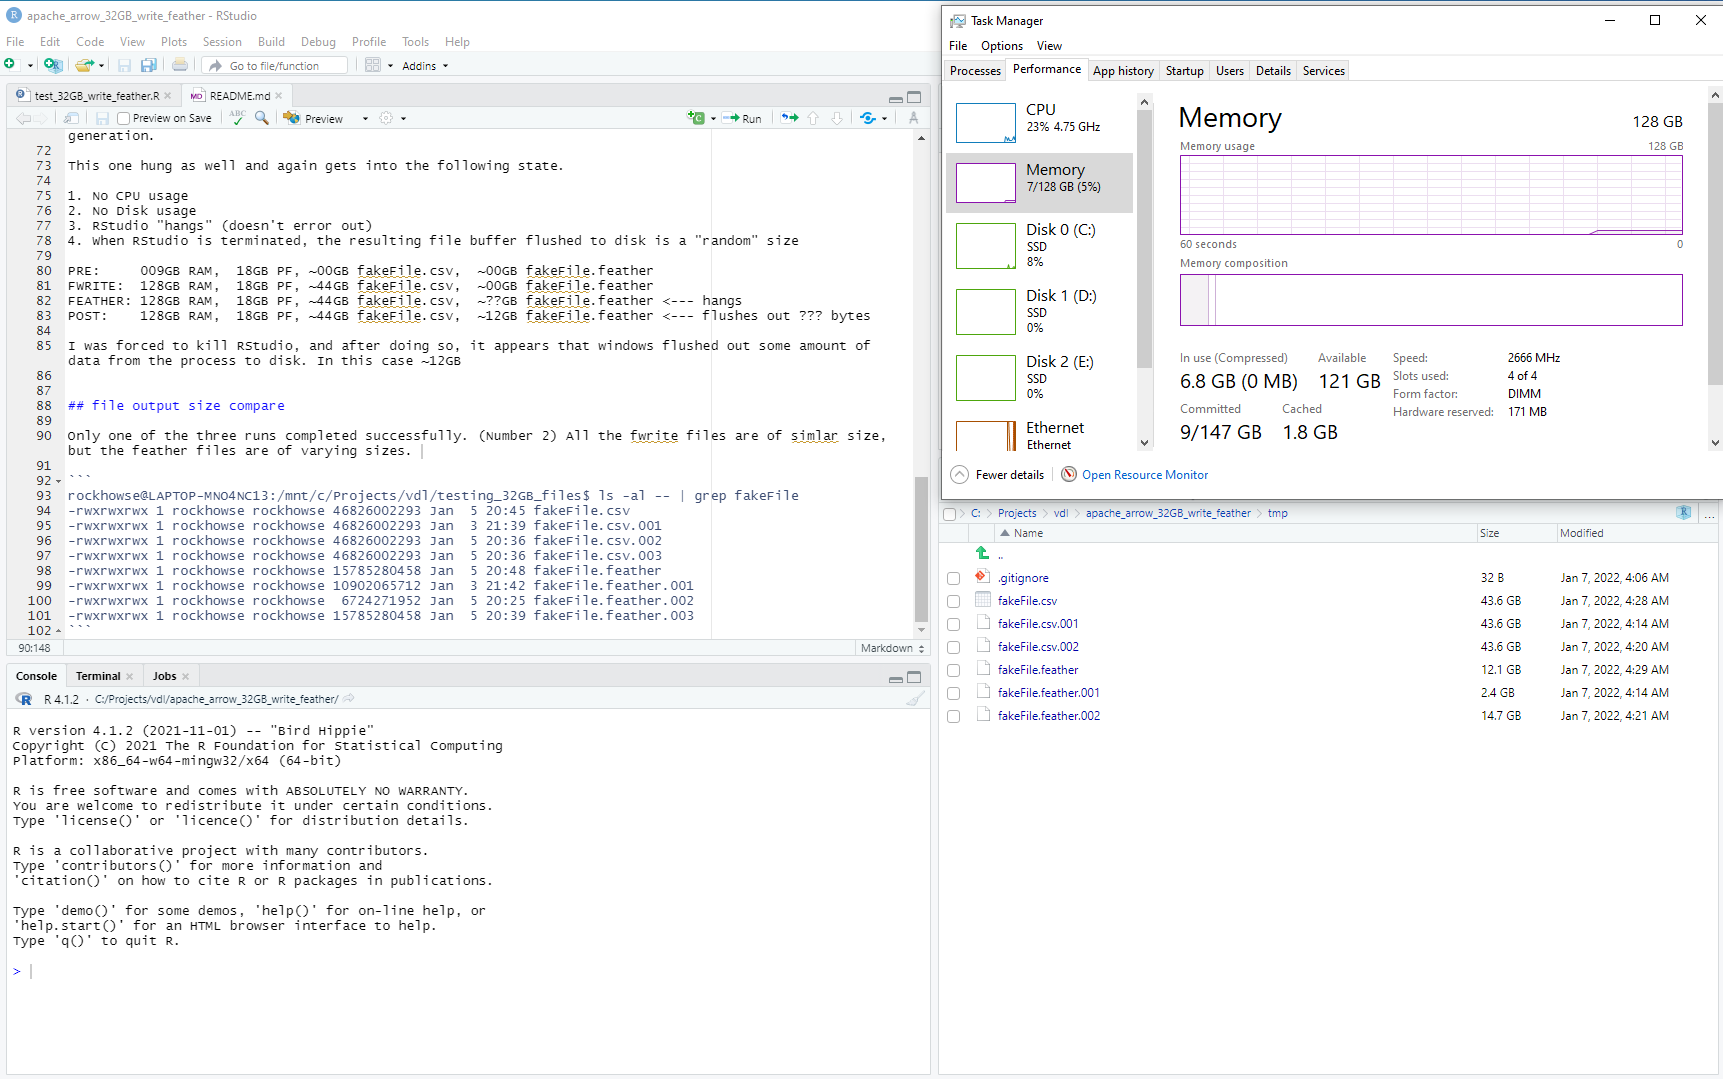 apache_arrow_32GB_write_feather - RStudio
File Edit Code View Plots Session Build Debug Profile Tools Help
Go to file/function Addins
test_32GB_write_feather.R README.md
Preview on Save ABC Preview Run
generation.
72
73 This one hung as well and again gets into the following state.
74
75 1. No CPU usage
76 2. No Disk usage
77 3. RStudio "hangs" (doesn't error out)
78 4. When RStudio is terminated, the resulting file buffer flushed to disk is a "random" size
79
80 PRE: 009GB RAM, 18GB PF, ~00GB fakeFile.csv, ~00GB fakeFile.feather
81 FWRITE: 128GB RAM, 18GB PF, ~44GB fakeFile.csv, ~00GB fakeFile.feather
82 FEATHER: 128GB RAM, 18GB PF, ~44GB fakeFile.csv, ~??GB fakeFile.feather <--- hangs
83 POST: 128GB RAM, 18GB PF, ~44GB fakeFile.csv, ~12GB fakeFile.feather <--- flushes out ??? bytes
84
85 I was forced to kill RStudio, and after doing so, it appears that windows flushed out some amount of
data from the process to disk. In this case ~12GB
86
87
88 ## file output size compare
89
90 Only one of the three runs completed successfully. (Number 2) All the fwrite files are of simlar size,
but the feather files are of varying sizes.
91
92 ```
93 rockhowse@LAPTOP-MNO4NC13:/mnt/c/Projects/vdl/testing_32GB_files$ ls -al -- | grep fakeFile
94 -rwxrwxrwx 1 rockhowse rockhowse 46826002293 Jan 5 20:45 fakeFile.csv
95 -rwxrwxrwx 1 rockhowse rockhowse 46826002293 Jan 3 21:39 fakeFile.csv.001
96 -rwxrwxrwx 1 rockhowse rockhowse 46826002293 Jan 5 20:36 fakeFile.csv.002
97 -rwxrwxrwx 1 rockhowse rockhowse 46826002293 Jan 5 20:36 fakeFile.csv.003
98 -rwxrwxrwx 1 rockhowse rockhowse 15785280458 Jan 5 20:48 fakeFile.feather
99 -rwxrwxrwx 1 rockhowse rockhowse 10902065712 Jan 3 21:42 fakeFile.feather.001
100 -rwxrwxrwx 1 rockhowse rockhowse 6724271952 Jan 5 20:25 fakeFile.feather.002
101 -rwxrwxrwx 1 rockhowse rockhowse 15785280458 Jan 5 20:39 fakeFile.feather.003
102 ```
90:148 Markdown
Console Terminal Jobs
R 4.1.2 · C:/Projects/vdl/apache_arrow_32GB_write_feather/
R version 4.1.2 (2021-11-01) -- "Bird Hippie"
Copyright (C) 2021 The R Foundation for Statistical Computing
Platform: x86_64-w64-mingw32/x64 (64-bit)
R is free software and comes with ABSOLUTELY NO WARRANTY.
You are welcome to redistribute it under certain conditions.
Type 'license()' or 'licence()' for distribution details.
R is a collaborative project with many contributors.
Type 'contributors()' for more information and
'citation()' on how to cite R or R packages in publications.
Type 'demo()' for some demos, 'help()' for on-line help, or
'help.start()' for an HTML browser interface to help.
Type 'q()' to quit R.
>
Task Manager
File Options View
Processes Performance App history Startup Users Details Services
CPU
23% 4.75 GHz
Memory
7/128 GB (5%)
Disk 0 (C:)
SSD
8%
Disk 1 (D:)
SSD
0%
Disk 2 (E:)
SSD
0%
Ethernet
Ethernet
Memory 128 GB
Memory usage 128 GB
60 seconds 0
Memory composition
In use (Compressed) Available
6.8 GB (0 MB) 121 GB
Committed Cached
9/147 GB 1.8 GB
Speed: 2666 MHz
Slots used: 4 of 4
Form factor: DIMM
Hardware reserved: 171 MB
Fewer details Open Resource Monitor
C: Projects vdl apache_arrow_32GB_write_feather tmp ...
Name Size Modified
..
.gitignore 32 B Jan 7, 2022, 4:06 AM
fakeFile.csv 43.6 GB Jan 7, 2022, 4:28 AM
fakeFile.csv.001 43.6 GB Jan 7, 2022, 4:14 AM
fakeFile.csv.002 43.6 GB Jan 7, 2022, 4:20 AM
fakeFile.feather 12.1 GB Jan 7, 2022, 4:29 AM
fakeFile.feather.001 2.4 GB Jan 7, 2022, 4:14 AM
fakeFile.feather.002 14.7 GB Jan 7, 2022, 4:21 AM